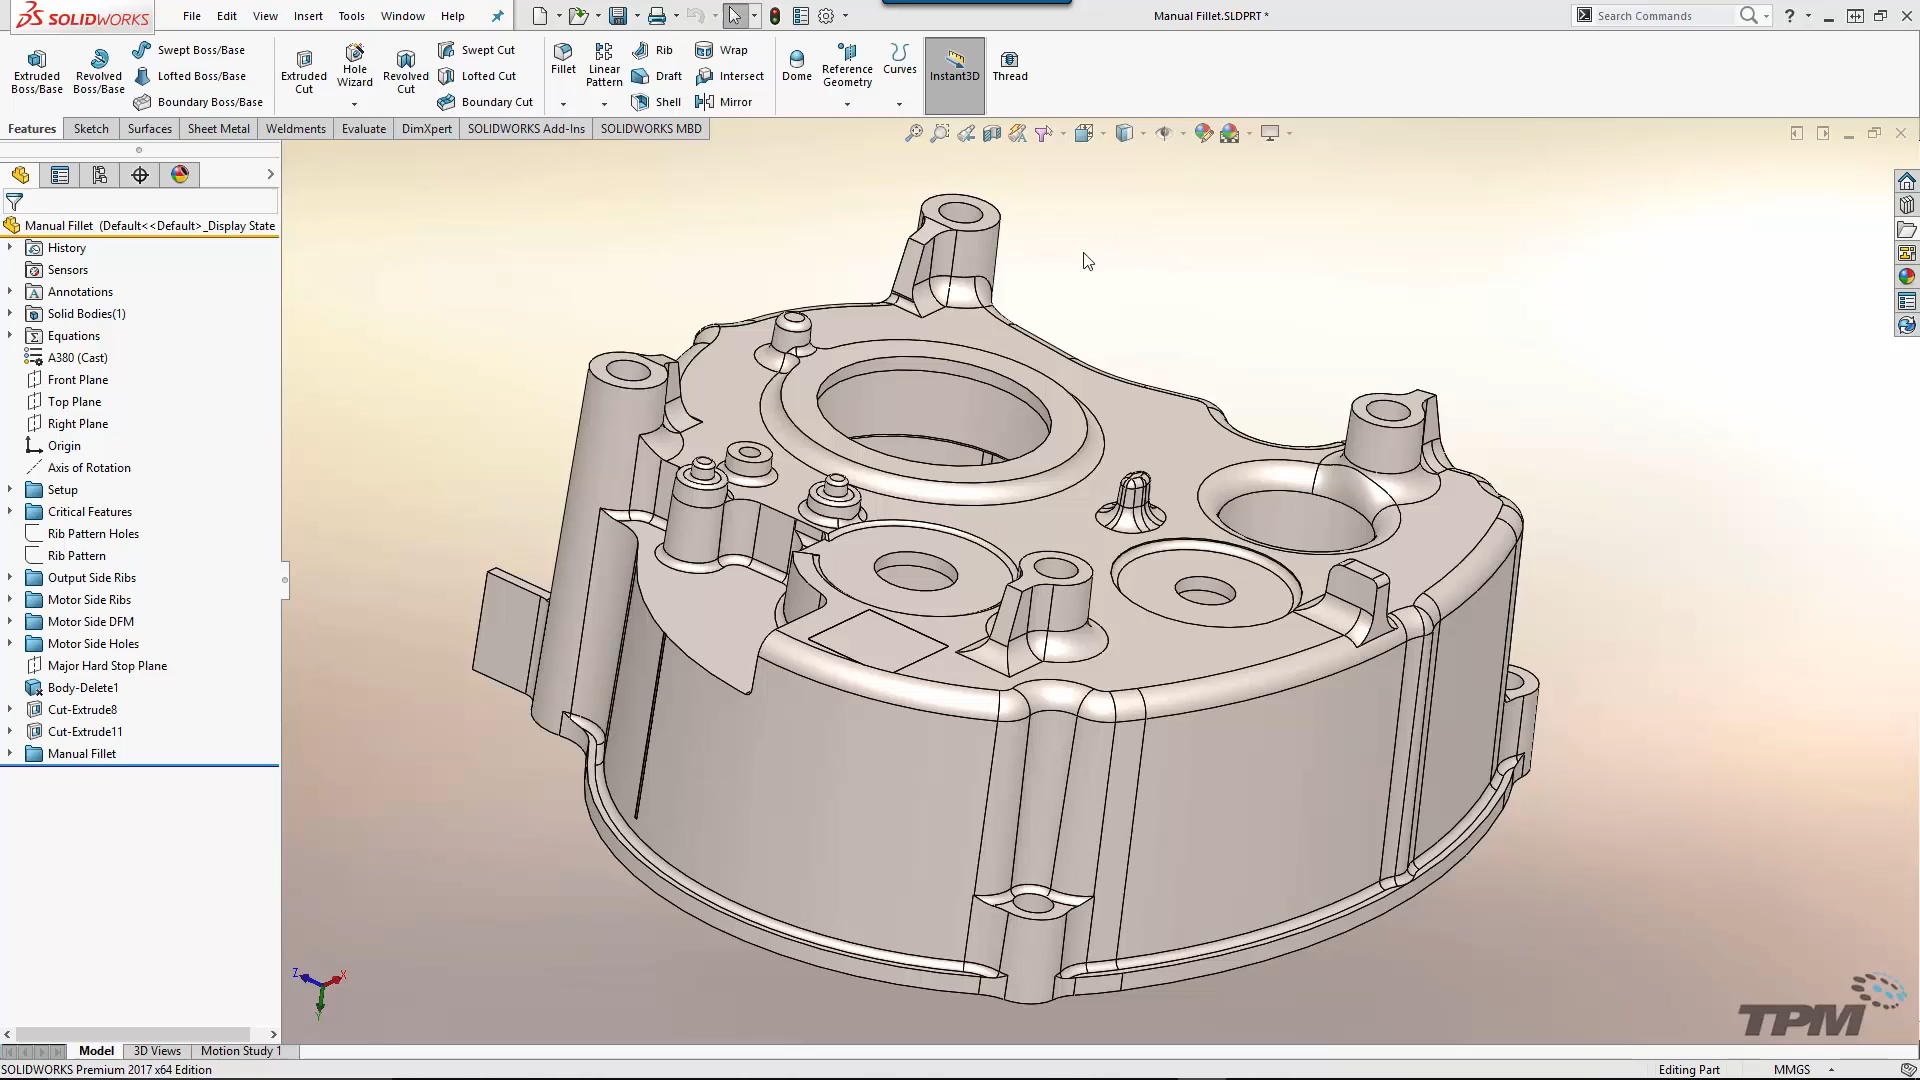 SOLIDWORKS
File Edit View Insert Tools Window Help
Manual Fillet.SLDPRT *
Search Commands
Extruded Boss/Base
Revolved Boss/Base
Swept Boss/Base
Lofted Boss/Base
Boundary Boss/Base
Extruded Cut
Hole Wizard
Revolved Cut
Swept Cut
Lofted Cut
Boundary Cut
Fillet
Linear Pattern
Rib
Draft
Shell
Wrap
Intersect
Mirror
Dome
Reference Geometry
Curves
Instant3D
Thread
Features Sketch Surfaces Sheet Metal Weldments Evaluate DimXpert SOLIDWORKS Add-Ins SOLIDWORKS MBD
Manual Fillet (Default<<Default>_Display State
History
Sensors
Annotations
Solid Bodies(1)
Equations
A380 (Cast)
Front Plane
Top Plane
Right Plane
Origin
Axis of Rotation
Setup
Critical Features
Rib Pattern Holes
Rib Pattern
Output Side Ribs
Motor Side Ribs
Motor Side DFM
Motor Side Holes
Major Hard Stop Plane
Body-Delete1
Cut-Extrude8
Cut-Extrude11
Manual Fillet
Z X
Y
TPM
Model 3D Views Motion Study 1
SOLIDWORKS Premium 2017 x64 Edition
Editing Part MMGS